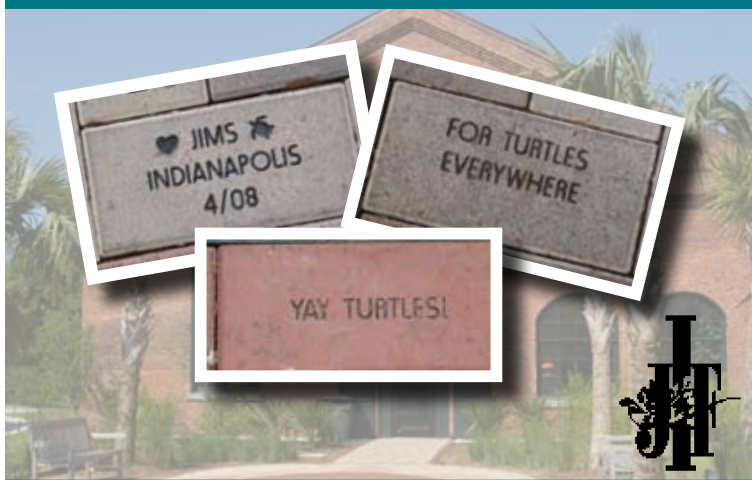 JIMS
INDIANAPOLIS
4/08
FOR TURTLES
EVERYWHERE
YAY TURTLES!